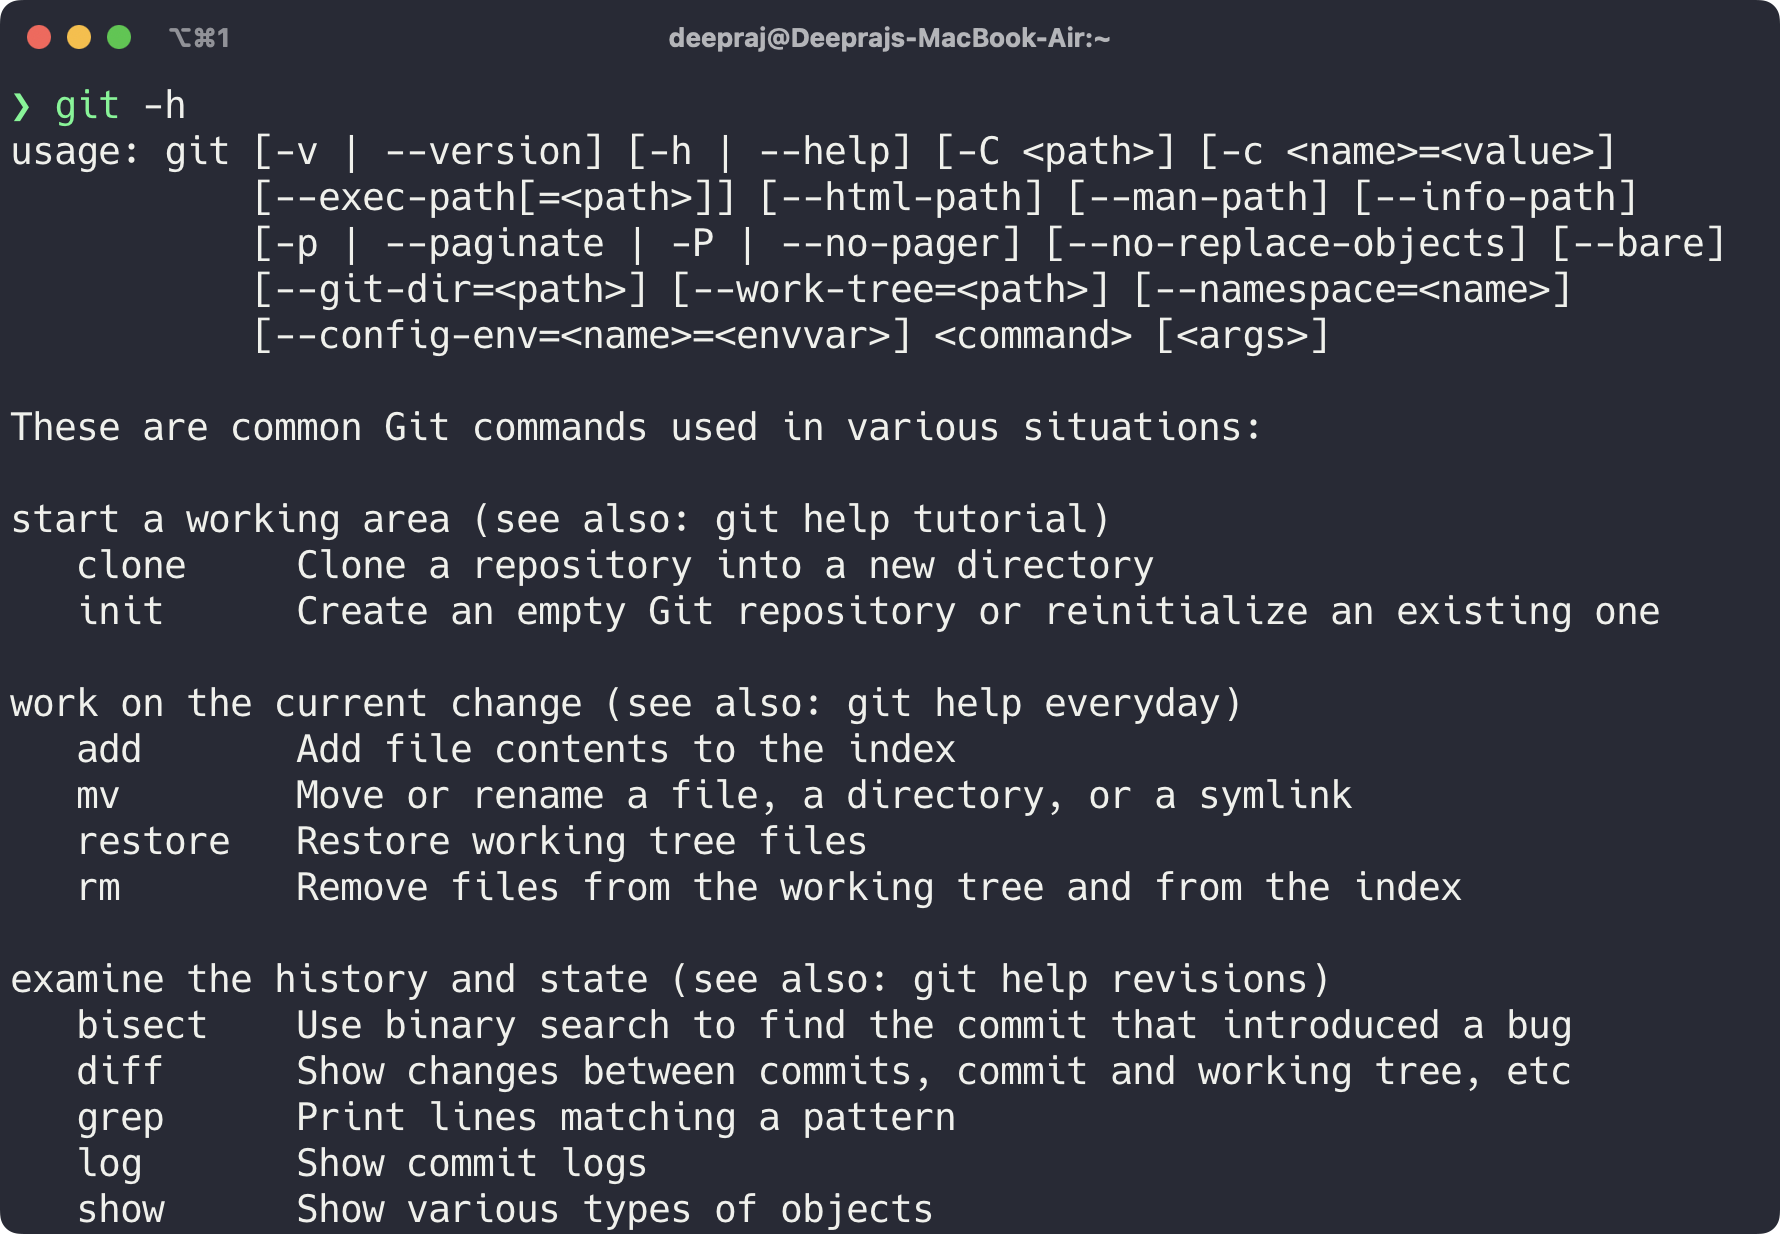 ⌥⌘1
deepraj@Deeprajs-MacBook-Air:~
❯ git -h
usage: git [-v | --version] [-h | --help] [-C <path>] [-c <name>=<value>]
           [--exec-path[=<path>]] [--html-path] [--man-path] [--info-path]
           [-p | --paginate | -P | --no-pager] [--no-replace-objects] [--bare]
           [--git-dir=<path>] [--work-tree=<path>] [--namespace=<name>]
           [--config-env=<name>=<envvar>] <command> [<args>]

These are common Git commands used in various situations:

start a working area (see also: git help tutorial)
   clone     Clone a repository into a new directory
   init      Create an empty Git repository or reinitialize an existing one

work on the current change (see also: git help everyday)
   add       Add file contents to the index
   mv        Move or rename a file, a directory, or a symlink
   restore   Restore working tree files
   rm        Remove files from the working tree and from the index

examine the history and state (see also: git help revisions)
   bisect    Use binary search to find the commit that introduced a bug
   diff      Show changes between commits, commit and working tree, etc
   grep      Print lines matching a pattern
   log       Show commit logs
   show      Show various types of objects